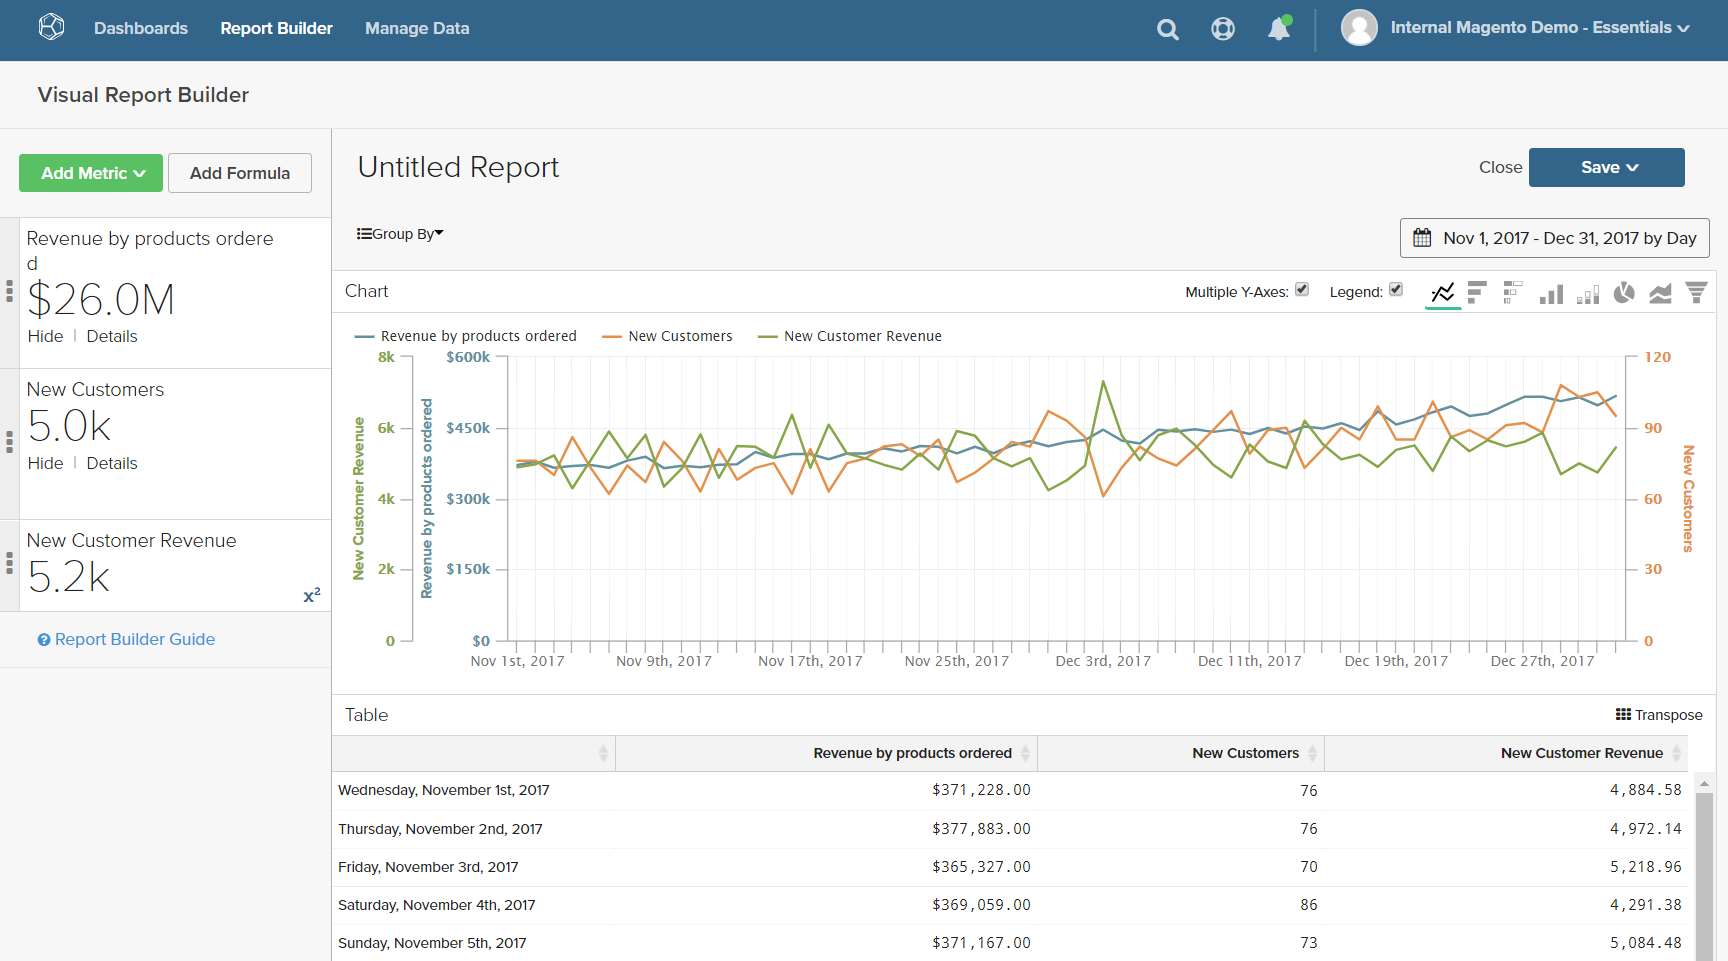 Dashboards Report Builder Manage Data Internal Magento Demo - Essentials
Visual Report Builder
Add Metric Add Formula
Revenue by products ordere
d
$26.0M
Hide | Details
New Customers
5.0k
Hide | Details
New Customer Revenue
5.2k
x²
Report Builder Guide
Untitled Report
Close Save
Group By
Nov 1, 2017 - Dec 31, 2017 by Day
Chart Multiple Y-Axes: Legend:
Revenue by products ordered New Customers New Customer Revenue
8k $600k 120
6k $450k 90
4k $300k 60
2k $150k 30
0 $0 0
New Customer Revenue
Revenue by products ordered
New Customers
Nov 1st, 2017 Nov 9th, 2017 Nov 17th, 2017 Nov 25th, 2017 Dec 3rd, 2017 Dec 11th, 2017 Dec 19th, 2017 Dec 27th, 2017
Table Transpose
Revenue by products ordered New Customers New Customer Revenue
Wednesday, November 1st, 2017 $371,228.00 76 4,884.58
Thursday, November 2nd, 2017 $377,883.00 76 4,972.14
Friday, November 3rd, 2017 $365,327.00 70 5,218.96
Saturday, November 4th, 2017 $369,059.00 86 4,291.38
Sunday, November 5th, 2017 $371,167.00 73 5,084.48